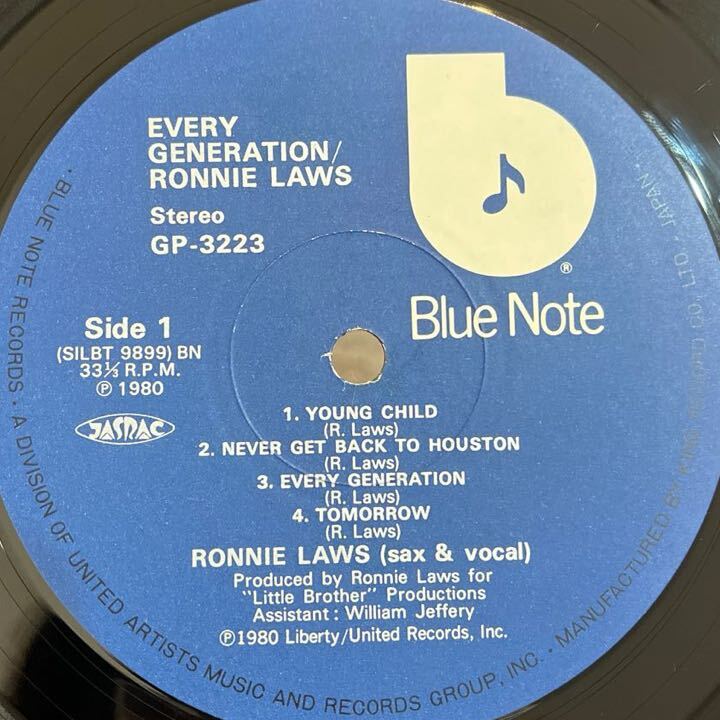 EVERY
GENERATION/
RONNIE LAWS
Stereo
GP-3223
®
Blue Note
Side 1
(SILBT 9899) BN
33⅓ R.P.M.
℗ 1980
JASRAC
1. YOUNG CHILD
(R. Laws)
2. NEVER GET BACK TO HOUSTON
(R. Laws)
3. EVERY GENERATION
(R. Laws)
4. TOMORROW
(R. Laws)
RONNIE LAWS (sax & vocal)
Produced by Ronnie Laws for
"Little Brother" Productions
Assistant : William Jeffery
℗1980 Liberty/United Records, Inc.
· BLUE NOTE RECORDS · A DIVISION OF UNITED ARTISTS MUSIC AND RECORDS GROUP, INC. · MANUFACTURED BY KING RECORD CO. LTD. JAPAN ·